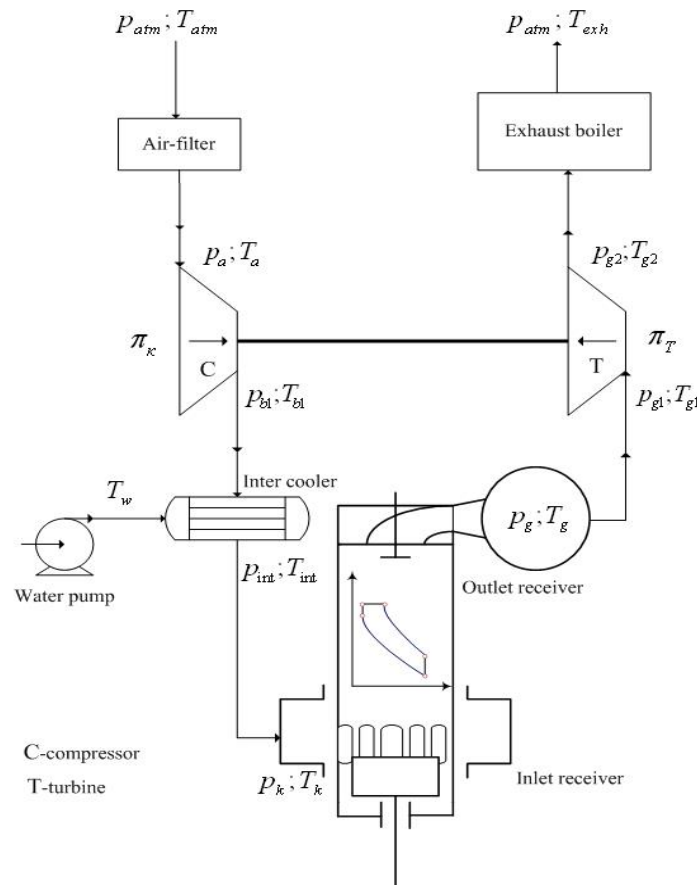 p_atm ; T_atm
p_atm ; T_exh
Air-filter
Exhaust boiler
p_a ; T_a
p_g2 ; T_g2
π_κ
C
T
π_T
p_b1 ; T_b1
p_g1 ; T_g1
T_w
Inter cooler
p_g ; T_g
Water pump
p_int ; T_int
Outlet receiver
C-compressor
T-turbine
p_k ; T_k
Inlet receiver